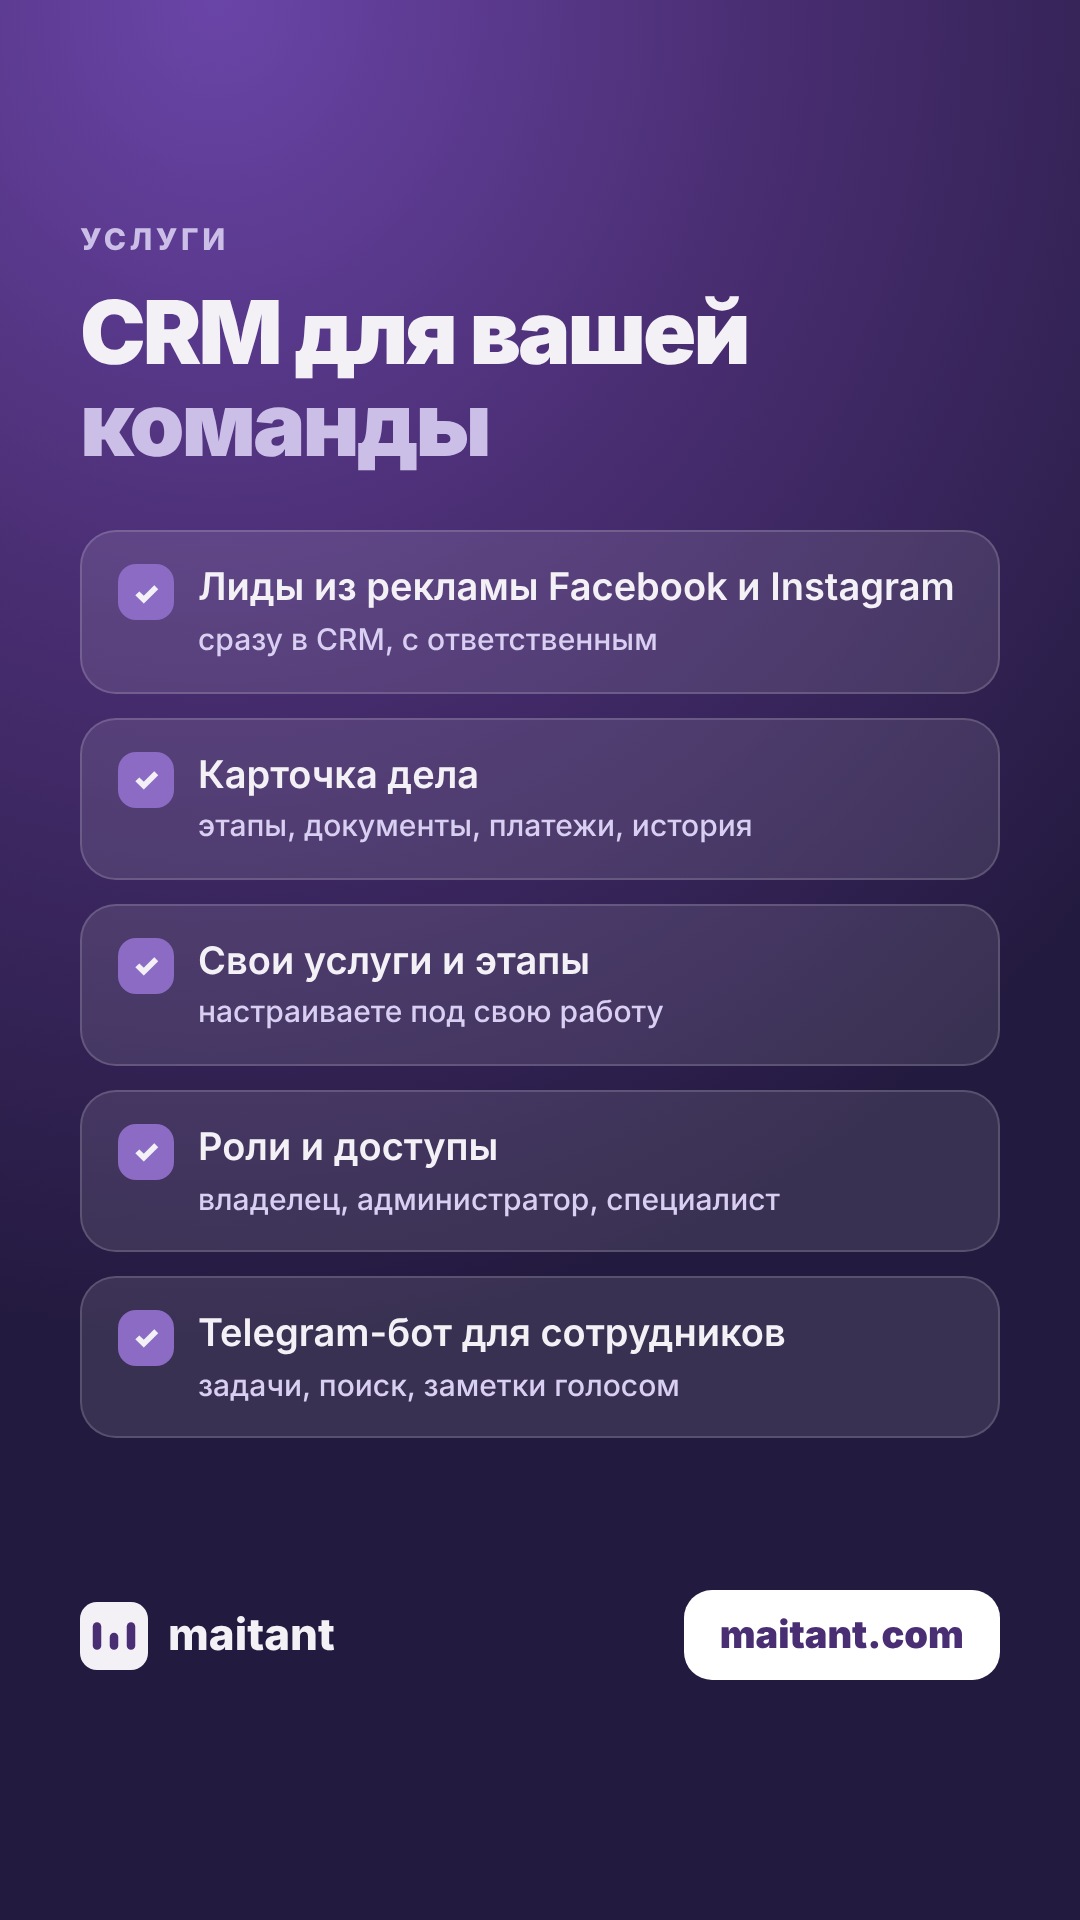 УСЛУГИ
CRM для вашей
команды
Лиды из рекламы Facebook и Instagram
сразу в CRM, с ответственным
Карточка дела
этапы, документы, платежи, история
Свои услуги и этапы
настраиваете под свою работу
Роли и доступы
владелец, администратор, специалист
Telegram-бот для сотрудников
задачи, поиск, заметки голосом
maitant
maitant.com